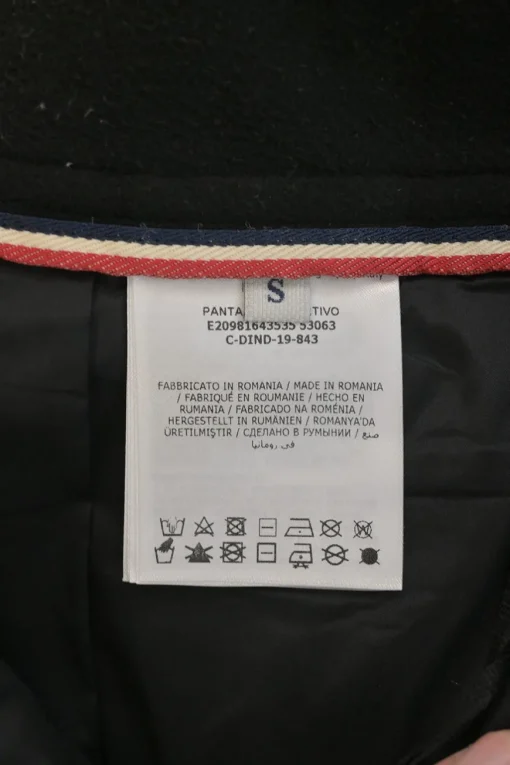 S
PANTA TIVO
E20981643535 53063
C-DIND-19-843
FABBRICATO IN ROMANIA / MADE IN ROMANIA
/ FABRIQUÉ EN ROUMANIE / HECHO EN
RUMANIA / FABRICADO NA ROMÉNIA /
HERGESTELLT IN RUMÄNIEN / ROMANYA'DA
ÜRETILMIŞTIR / СДЕЛАНО В РУМЫНИИ / صنع
في رومانيا